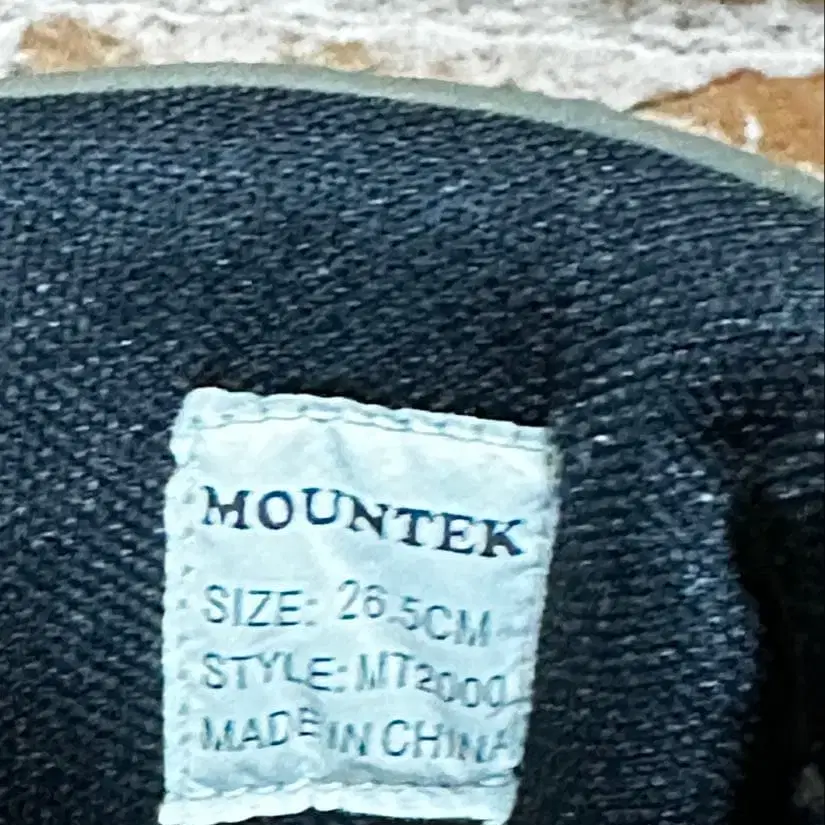 MOUNTEK
SIZE: 26.5CM
STYLE: MT2000
MADE IN CHINA